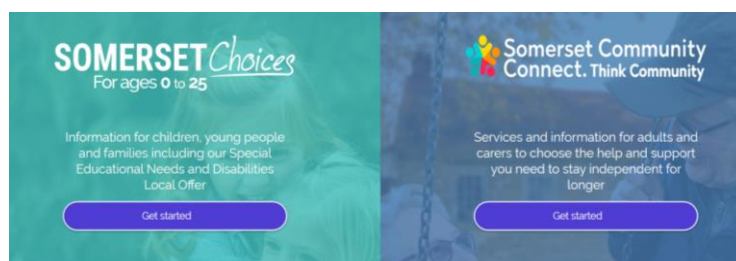 SOMERSET Choices
For ages 0 to 25
Information for children, young people
and families including our Special
Educational Needs and Disabilities
Local Offer
Get started
Somerset Community
Connect. Think Community
Services and information for adults and
carers to choose the help and support
you need to stay independent for
longer
Get started